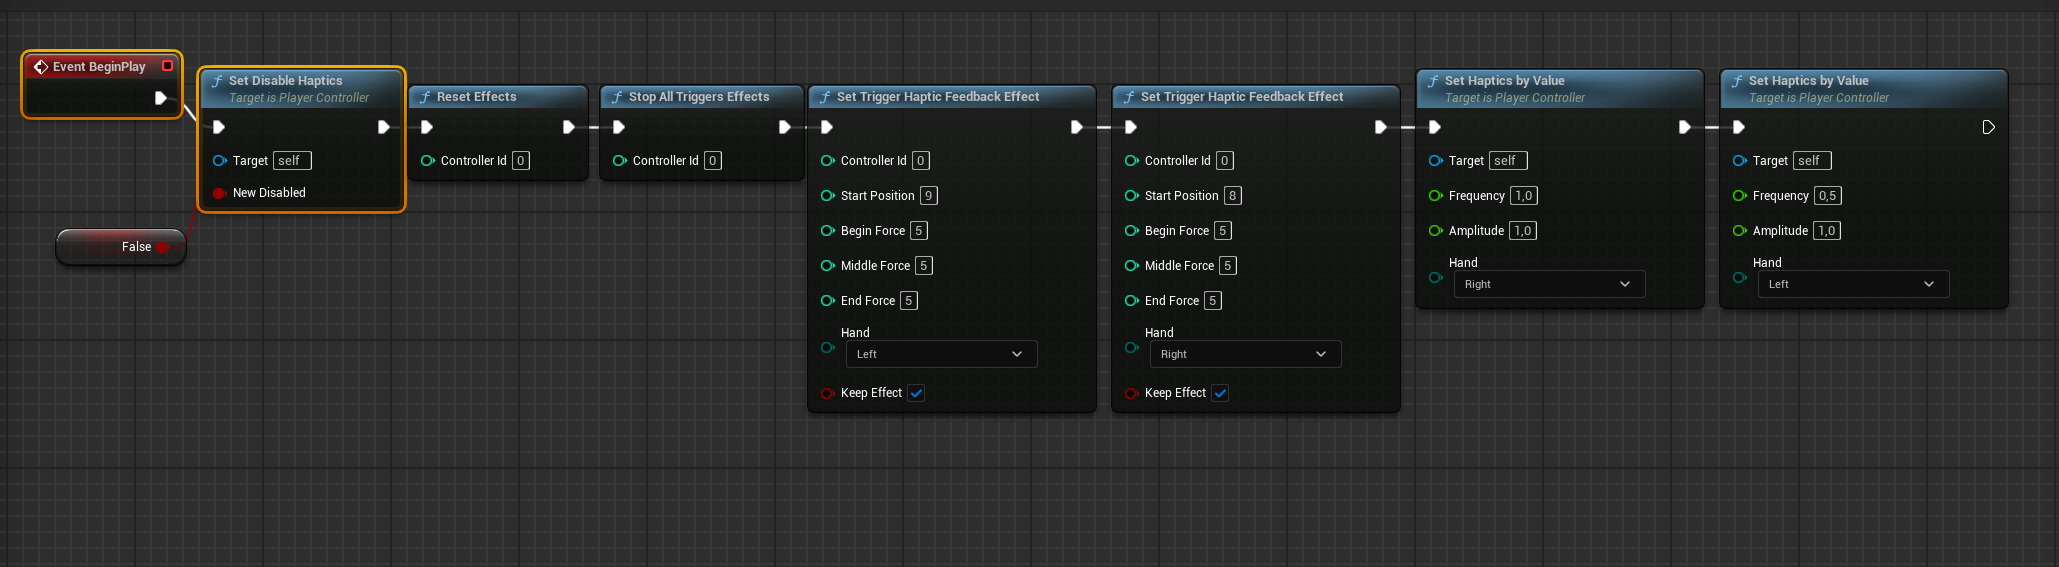 Event BeginPlay
Set Disable Haptics
Target is Player Controller
Target self
New Disabled
False
Reset Effects
Controller Id 0
Stop All Triggers Effects
Controller Id 0
Set Trigger Haptic Feedback Effect
Controller Id 0
Start Position 9
Begin Force 5
Middle Force 5
End Force 5
Hand
Left
Keep Effect
Set Trigger Haptic Feedback Effect
Controller Id 0
Start Position 8
Begin Force 5
Middle Force 5
End Force 5
Hand
Right
Keep Effect
Set Haptics by Value
Target is Player Controller
Target self
Frequency 1,0
Amplitude 1,0
Hand
Right
Set Haptics by Value
Target is Player Controller
Target self
Frequency 0,5
Amplitude 1,0
Hand
Left